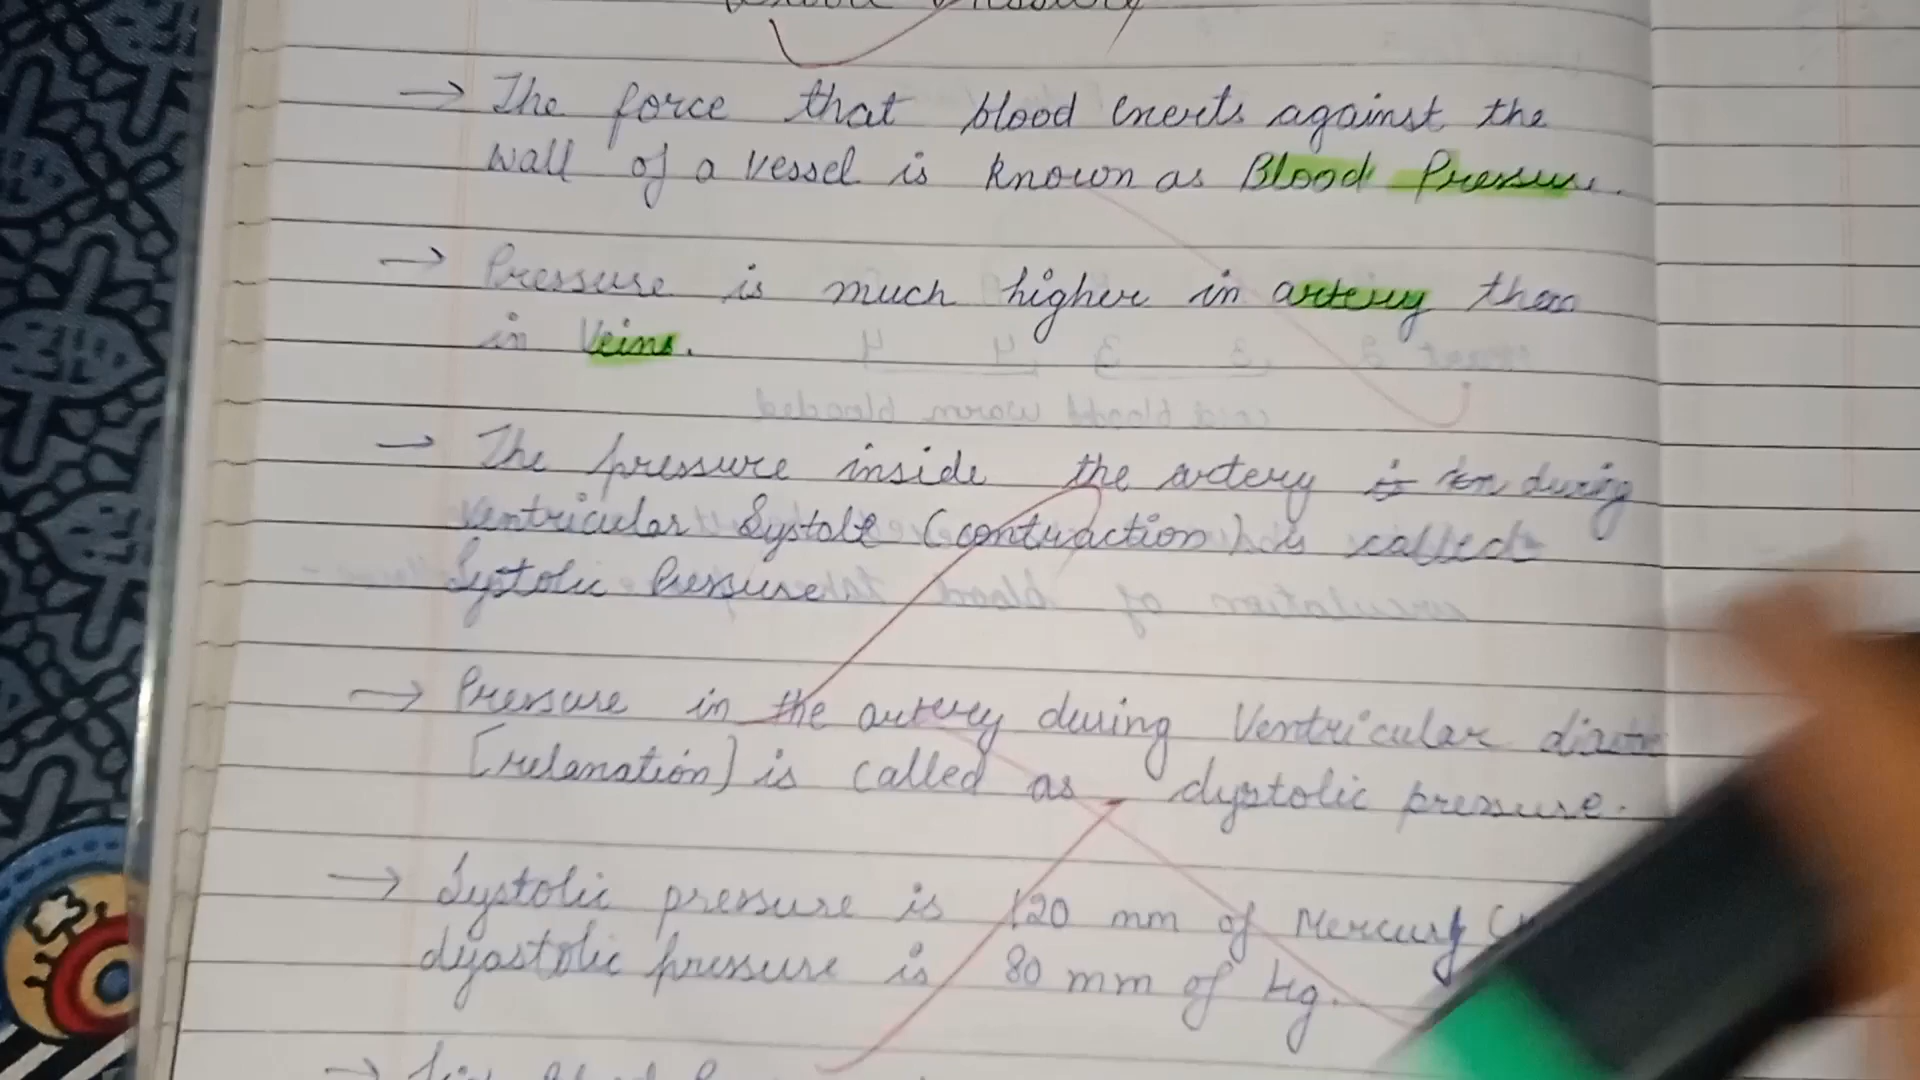 → The force that blood exerts against the
wall of a vessel is known as Blood Pressure.
→ Pressure is much higher in artery than
in Veins.
→ The pressure inside the artery is during
ventricular Systole (contraction) is called
Systolic Pressure
→ Pressure in the artery during Ventricular
[relaxation] is called as dystolic pressure.
→ Systolic pressure is 120 mm of Mercury (
dyastolic pressure is 80 mm of Hg.